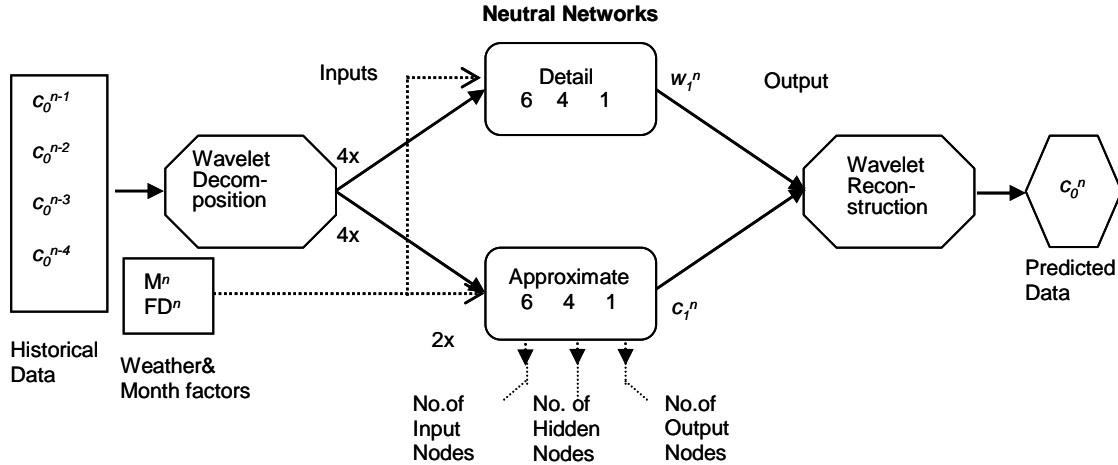 Neutral Networks
Inputs
Detail
6 4 1
w₁ⁿ
Output
c₀ⁿ⁻¹
c₀ⁿ⁻²
c₀ⁿ⁻³
c₀ⁿ⁻⁴
Wavelet
Decom-
position
4x
4x
Wavelet
Recon-
struction
c₀ⁿ
Predicted
Data
Mⁿ
FDⁿ
Approximate
6 4 1
c₁ⁿ
2x
Historical
Data
Weather&
Month factors
No.of
Input
Nodes
No. of
Hidden
Nodes
No.of
Output
Nodes